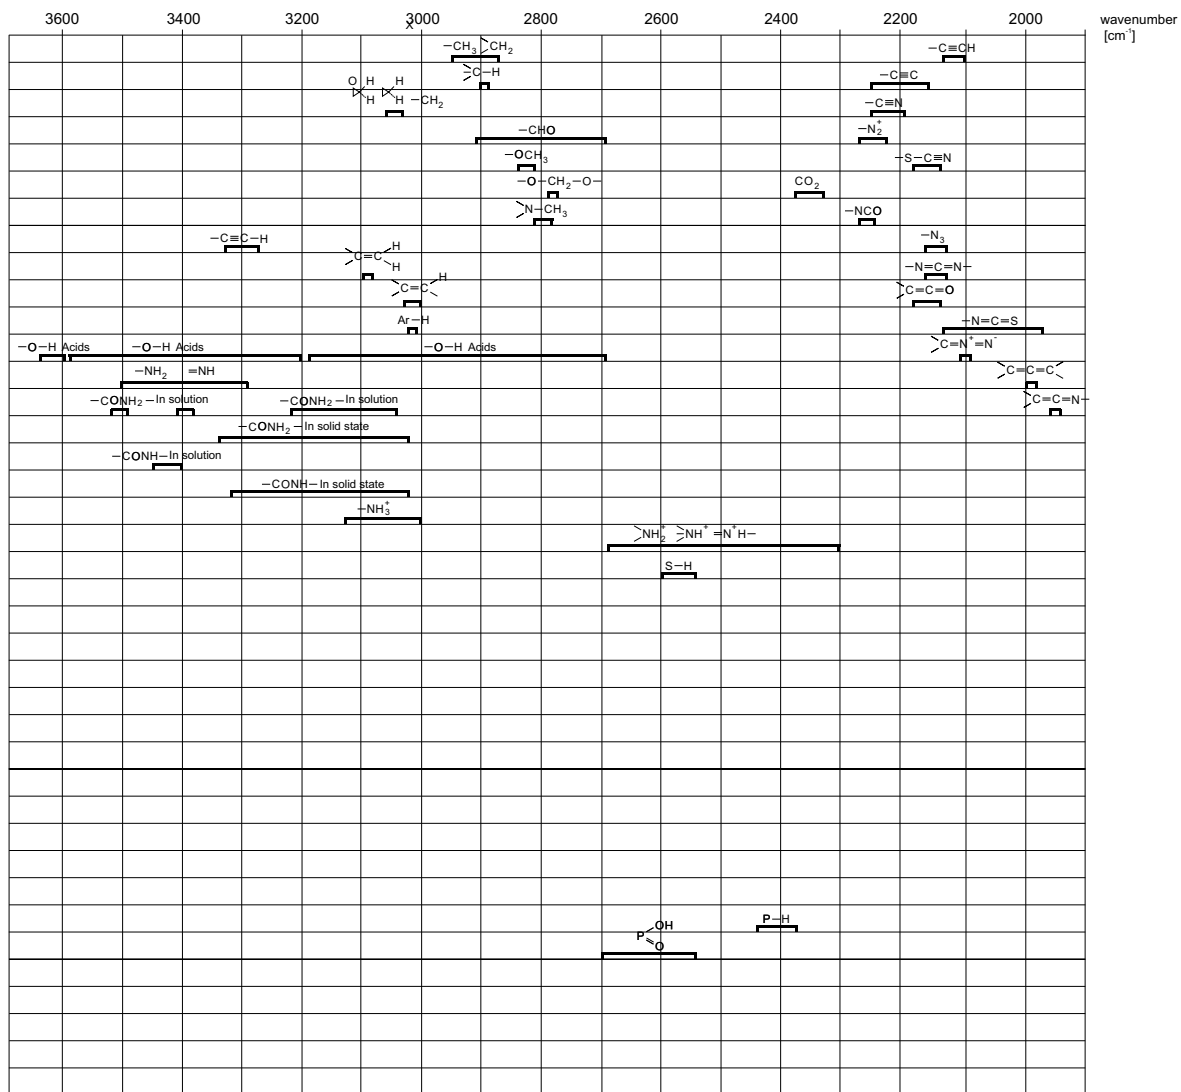 3600 3400 3200 3000 2800 2600 2400 2200 2000 wavenumber
x [cm⁻¹]
−CH₃ CH₂ −C≡CH
C−H −C≡C
O H H
H H −CH₂ −C≡N
−CHO −N₂⁺
−OCH₃ −S−C≡N
−O−CH₂−O− CO₂
N−CH₃ −NCO
−C≡C−H −N₃
C=C H H −N=C=N−
C=C H C=C=O
Ar−H −N=C=S
−O−H Acids −O−H Acids −O−H Acids C=N⁺=N⁻
−NH₂ =NH C=C=C
−CONH₂−In solution −CONH₂−In solution C=C=N−
−CONH₂−In solid state
−CONH−In solution
−CONH−In solid state
−NH₃⁺
NH₂⁺ NH⁺ =N⁺H−
S−H
P−H
P OH O